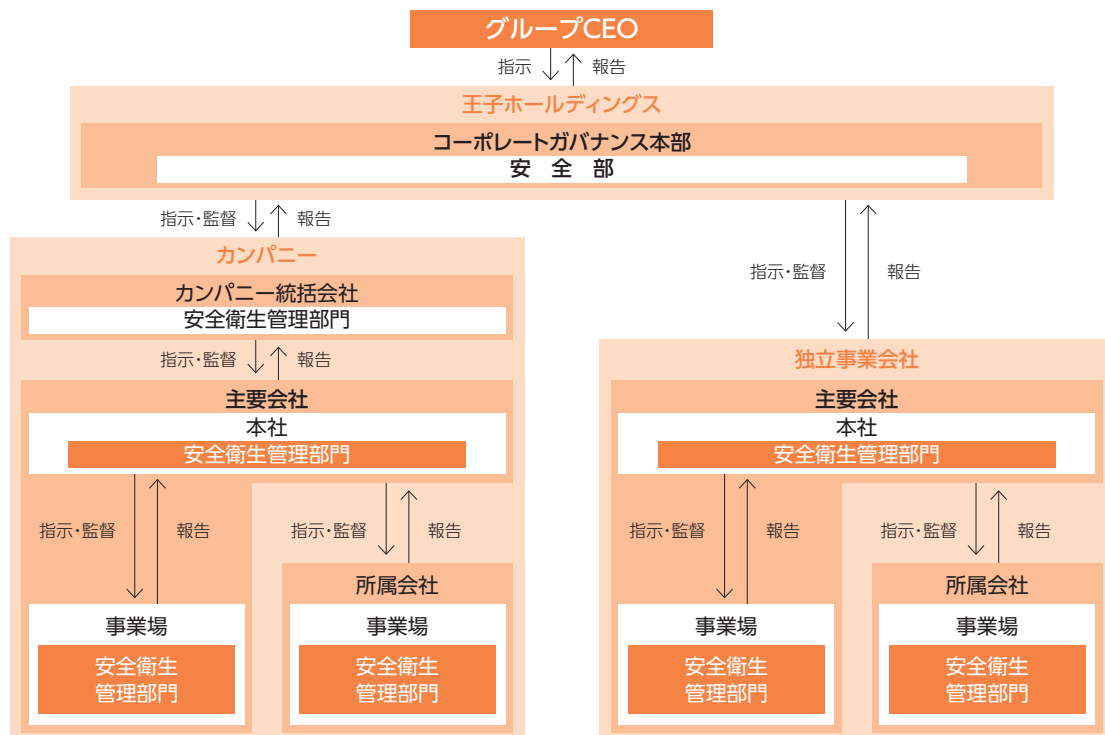 グループCEO
指示 報告
王子ホールディングス
コーポレートガバナンス本部
安 全 部
指示・監督 報告
カンパニー
カンパニー統括会社
安全衛生管理部門
指示・監督 報告
主要会社
本社
安全衛生管理部門
指示・監督 報告
指示・監督 報告
事業場
安全衛生
管理部門
所属会社
事業場
安全衛生
管理部門
指示・監督 報告
独立事業会社
主要会社
本社
安全衛生管理部門
指示・監督 報告
指示・監督 報告
事業場
安全衛生
管理部門
所属会社
事業場
安全衛生
管理部門